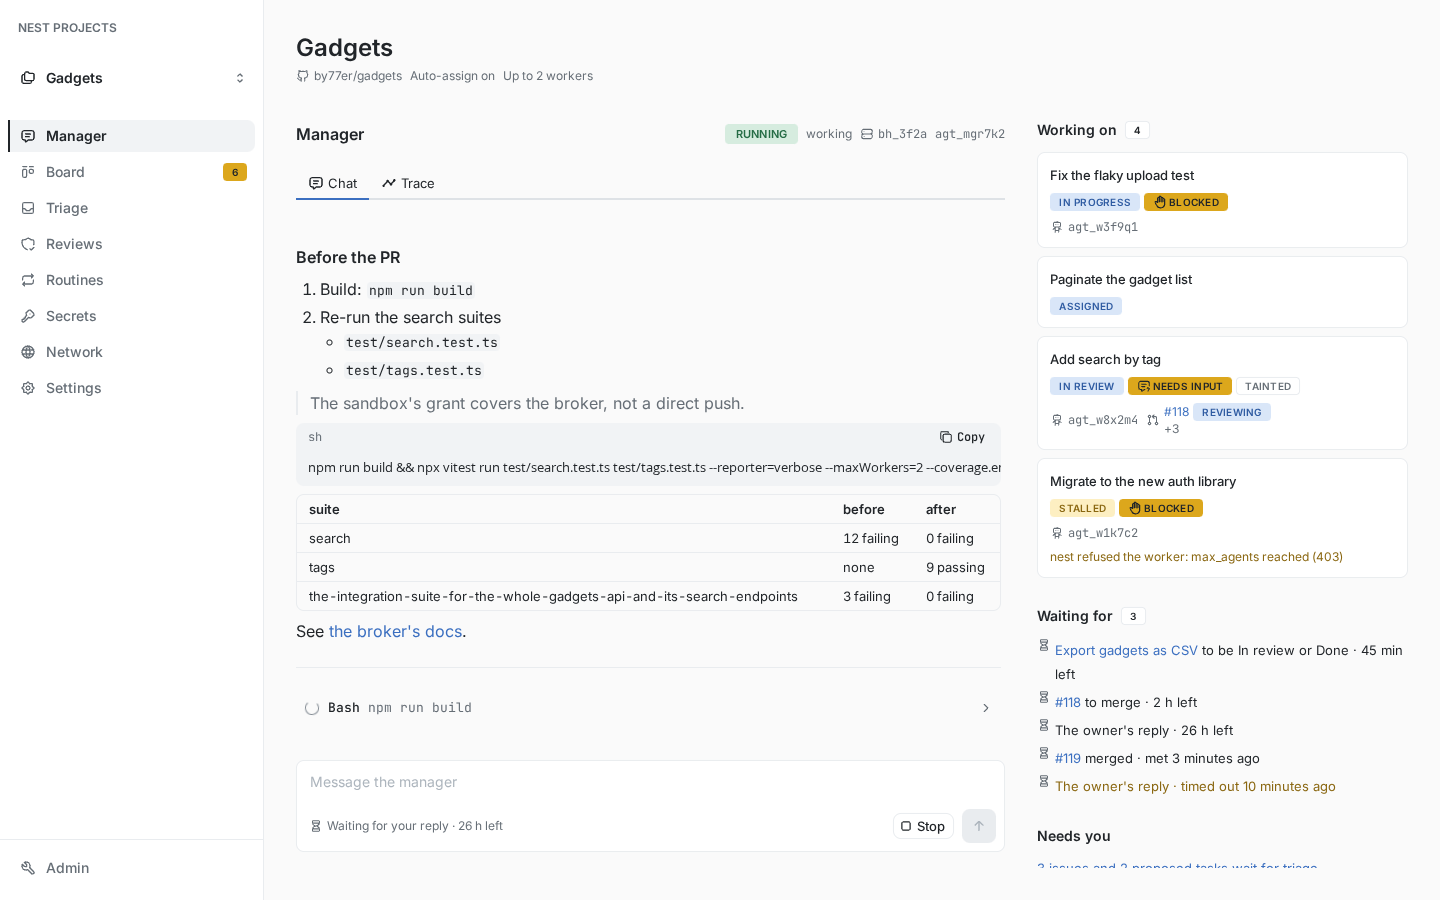 NEST PROJECTS
Gadgets
Manager
Board 6
Triage
Reviews
Routines
Secrets
Network
Settings
Admin
Gadgets
by77er/gadgets Auto-assign on Up to 2 workers
Manager RUNNING working bh_3f2a agt_mgr7k2
Chat Trace
Before the PR
1. Build: npm run build
2. Re-run the search suites
test/search.test.ts
test/tags.test.ts
The sandbox's grant covers the broker, not a direct push.
sh Copy
npm run build && npx vitest run test/search.test.ts test/tags.test.ts --reporter=verbose --maxWorkers=2 --coverage.er
suite before after
search 12 failing 0 failing
tags none 9 passing
the-integration-suite-for-the-whole-gadgets-api-and-its-search-endpoints 3 failing 0 failing
See the broker's docs.
Bash npm run build
Message the manager
Waiting for your reply · 26 h left Stop
Working on 4
Fix the flaky upload test
IN PROGRESS BLOCKED
agt_w3f9q1
Paginate the gadget list
ASSIGNED
Add search by tag
IN REVIEW NEEDS INPUT TAINTED
agt_w8x2m4 #118 REVIEWING
+3
Migrate to the new auth library
STALLED BLOCKED
agt_w1k7c2
nest refused the worker: max_agents reached (403)
Waiting for 3
Export gadgets as CSV to be In review or Done · 45 min
left
#118 to merge · 2 h left
The owner's reply · 26 h left
#119 merged · met 3 minutes ago
The owner's reply · timed out 10 minutes ago
Needs you
3 issues and 2 proposed tasks wait for triage